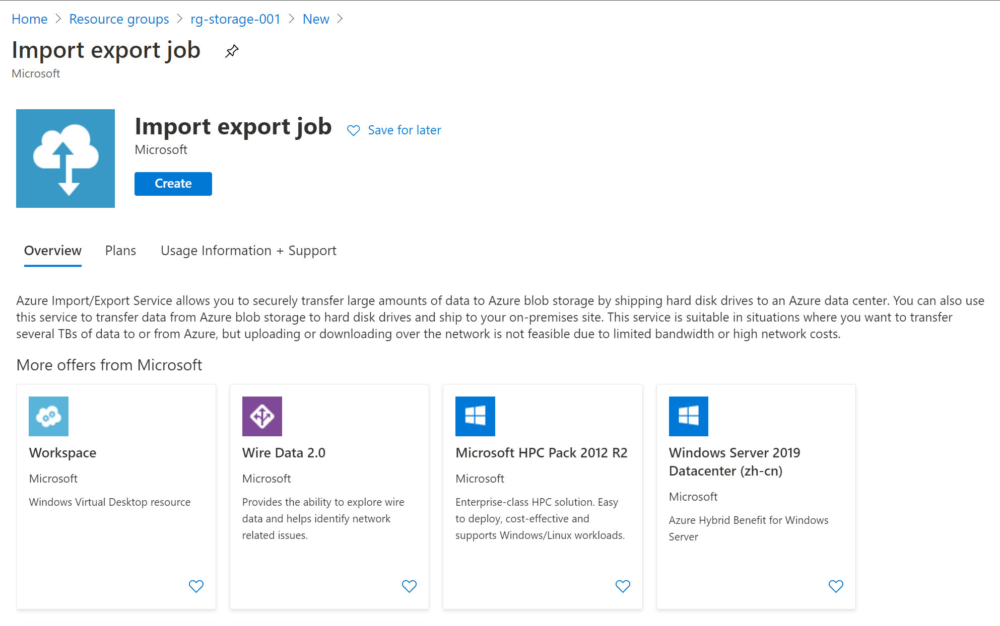 Home > Resource groups > rg-storage-001 > New >
Import export job
Microsoft
Import export job
Save for later
Microsoft
Create
Overview Plans Usage Information + Support
Azure Import/Export Service allows you to securely transfer large amounts of data to Azure blob storage by shipping hard disk drives to an Azure data center. You can also use
this service to transfer data from Azure blob storage to hard disk drives and ship to your on-premises site. This service is suitable in situations where you want to transfer
several TBs of data to or from Azure, but uploading or downloading over the network is not feasible due to limited bandwidth or high network costs.
More offers from Microsoft
Workspace
Microsoft
Windows Virtual Desktop resource
Wire Data 2.0
Microsoft
Provides the ability to explore wire
data and helps identify network
related issues.
Microsoft HPC Pack 2012 R2
Microsoft
Enterprise-class HPC solution. Easy
to deploy, cost-effective and
supports Windows/Linux workloads.
Windows Server 2019
Datacenter (zh-cn)
Microsoft
Azure Hybrid Benefit for Windows
Server